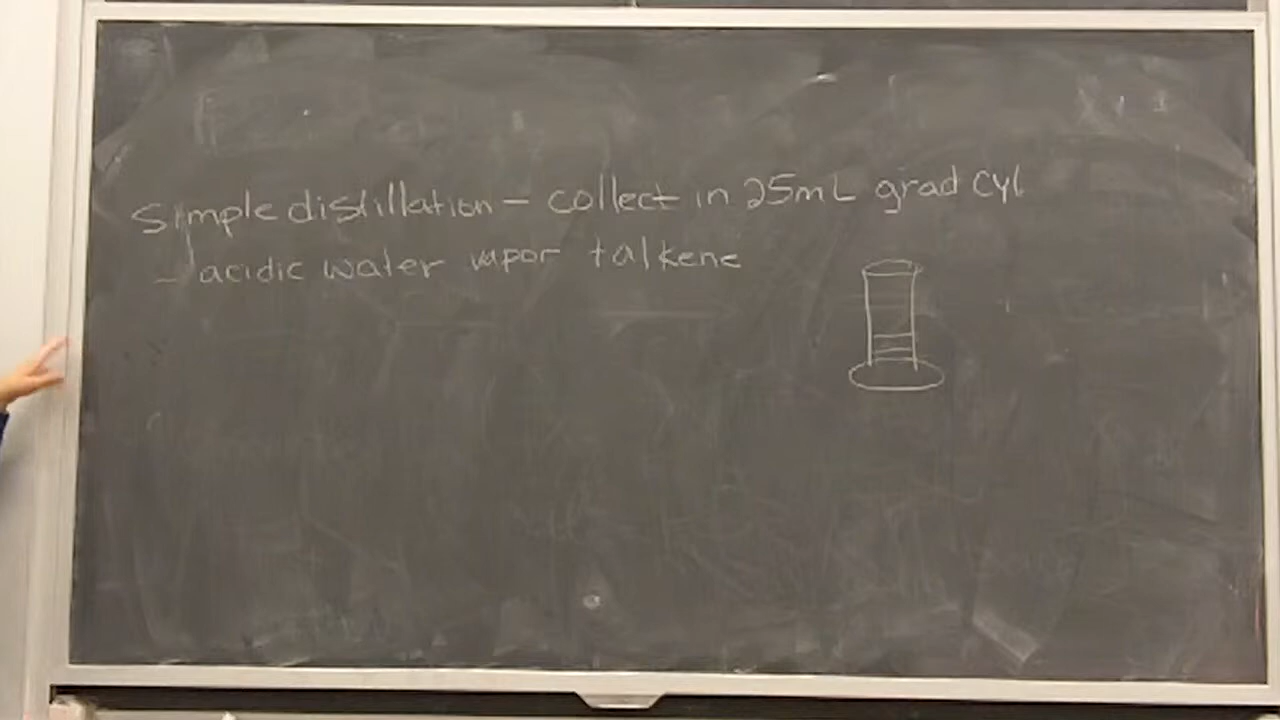 Simple distillation - collect in 25mL grad cyl
- acidic water vapor + alkene